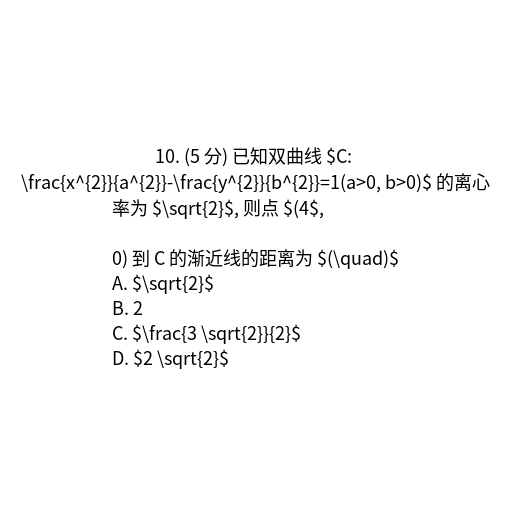 10. (5 分) 已知双曲线 $C:
\frac{x^{2}}{a^{2}}-\frac{y^{2}}{b^{2}}=1(a>0, b>0)$ 的离心
率为 $\sqrt{2}$, 则点 $(4$,
0) 到 C 的渐近线的距离为 $(\quad)$
A. $\sqrt{2}$
B. 2
C. $\frac{3 \sqrt{2}}{2}$
D. $2 \sqrt{2}$